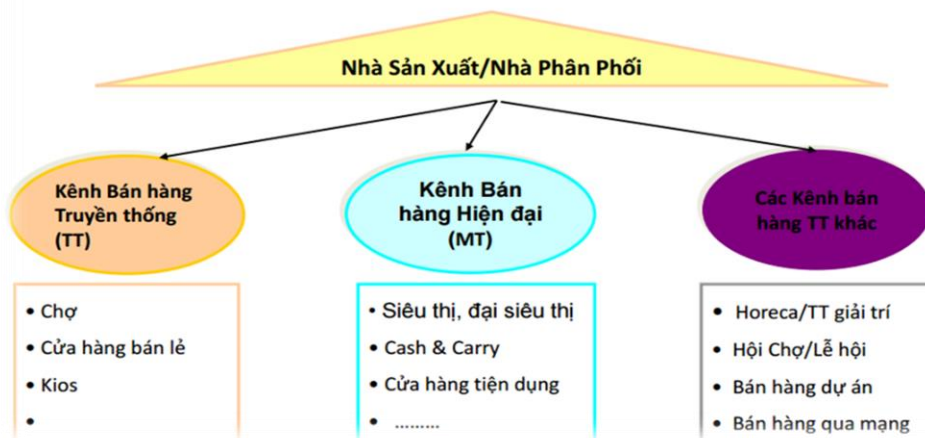 Nhà Sản Xuất/Nhà Phân Phối
Kênh Bán hàng
Truyền thống
(TT)
Kênh Bán
hàng Hiện đại
(MT)
Các Kênh bán
hàng TT khác
• Chợ
• Cửa hàng bán lẻ
• Kios
•
• Siêu thị, đại siêu thị
• Cash & Carry
• Cửa hàng tiện dụng
• .........
• Horeca/TT giải trí
• Hội Chợ/Lễ hội
• Bán hàng dự án
• Bán hàng qua mạng